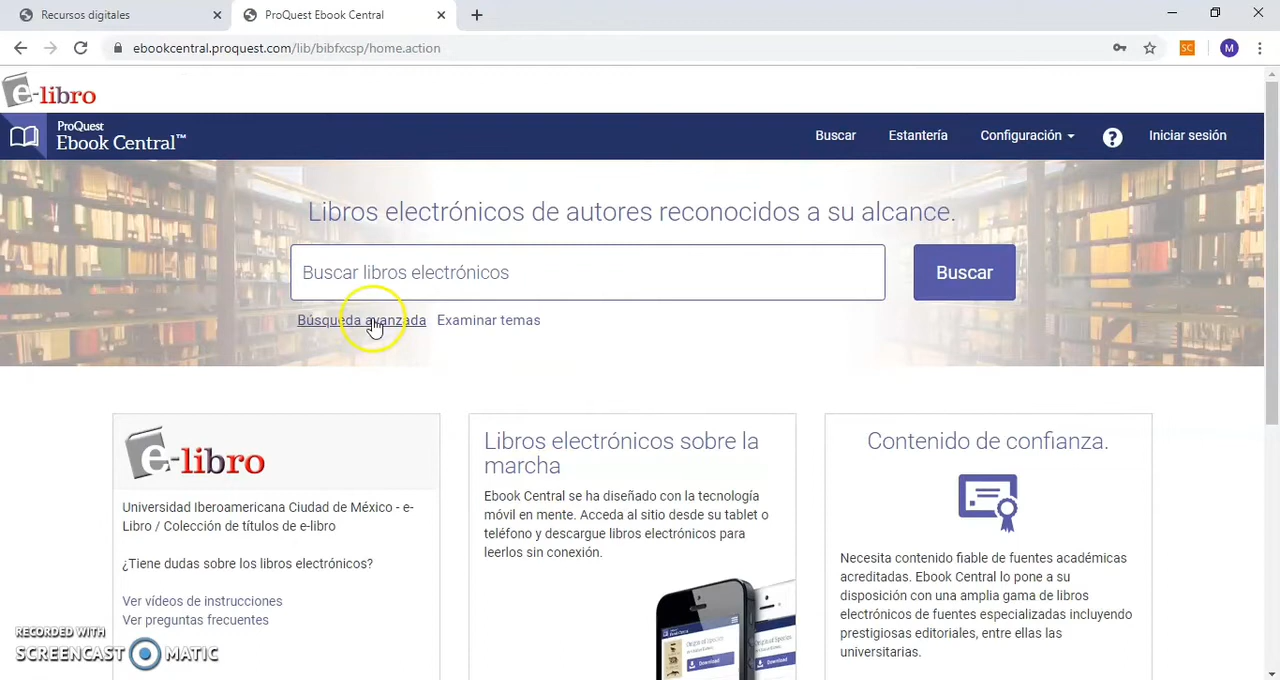 Recursos digitales
ProQuest Ebook Central
ebookcentral.proquest.com/lib/bibfxcsp/home.action
SC
M
e-libro
ProQuest
Ebook Central™
Buscar
Estantería
Configuración
?
Iniciar sesión
Libros electrónicos de autores reconocidos a su alcance.
Buscar libros electrónicos
Buscar
Búsqueda avanzada
Examinar temas
e-libro
Universidad Iberoamericana Ciudad de México - e-
Libro / Colección de títulos de e-libro
¿Tiene dudas sobre los libros electrónicos?
Ver vídeos de instrucciones
Ver preguntas frecuentes
Libros electrónicos sobre la
marcha
Ebook Central se ha diseñado con la tecnología
móvil en mente. Acceda al sitio desde su tablet o
teléfono y descargue libros electrónicos para
leerlos sin conexión.
Download
Download
Contenido de confianza.
Necesita contenido fiable de fuentes académicas
acreditadas. Ebook Central lo pone a su
disposición con una amplia gama de libros
electrónicos de fuentes especializadas incluyendo
prestigiosas editoriales, entre ellas las
universitarias.
RECORDED WITH
SCREENCAST MATIC